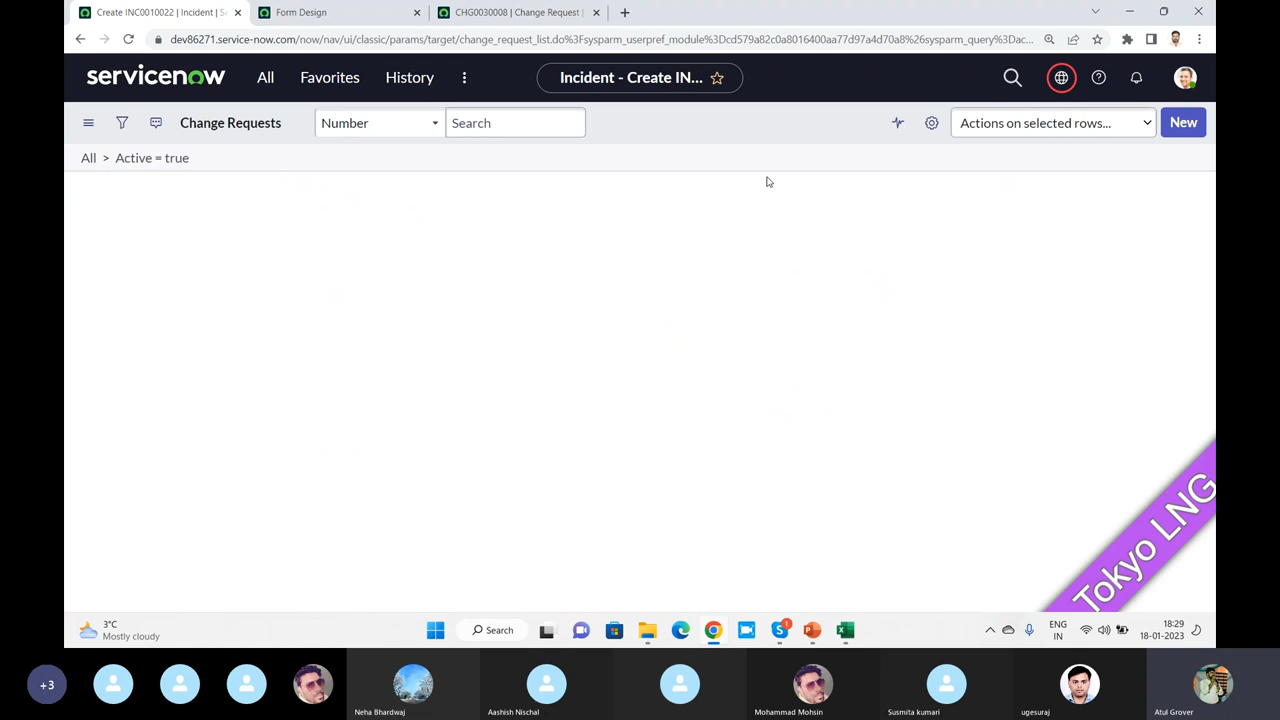 Create INC0010022 | Incident | S
Form Design
CHG0030008 | Change Request
dev86271.service-now.com/now/nav/ui/classic/params/target/change_request_list.do%3Fsysparm_userpref_module%3Dcd579a82c0a8016400aa77d97a4d70a8%26sysparm_query%3Dac...
servicenow
All
Favorites
History
Incident - Create IN...
Change Requests
Number
Search
Actions on selected rows...
New
All > Active = true
Tokyo LNG
3°C
Mostly cloudy
Search
1
ENG
IN
18:29
18-01-2023
+3
Neha Bhardwaj
Aashish Nischal
Mohammad Mohsin
Susmita kumari
ugesuraj
Atul Grover